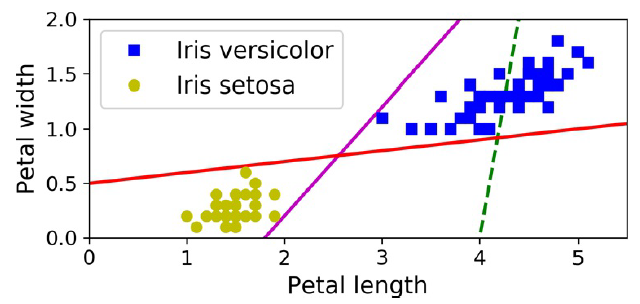 Iris versicolor
Iris setosa
Petal width
2.0
1.5
1.0
0.5
0.0
0 1 2 3 4 5
Petal length